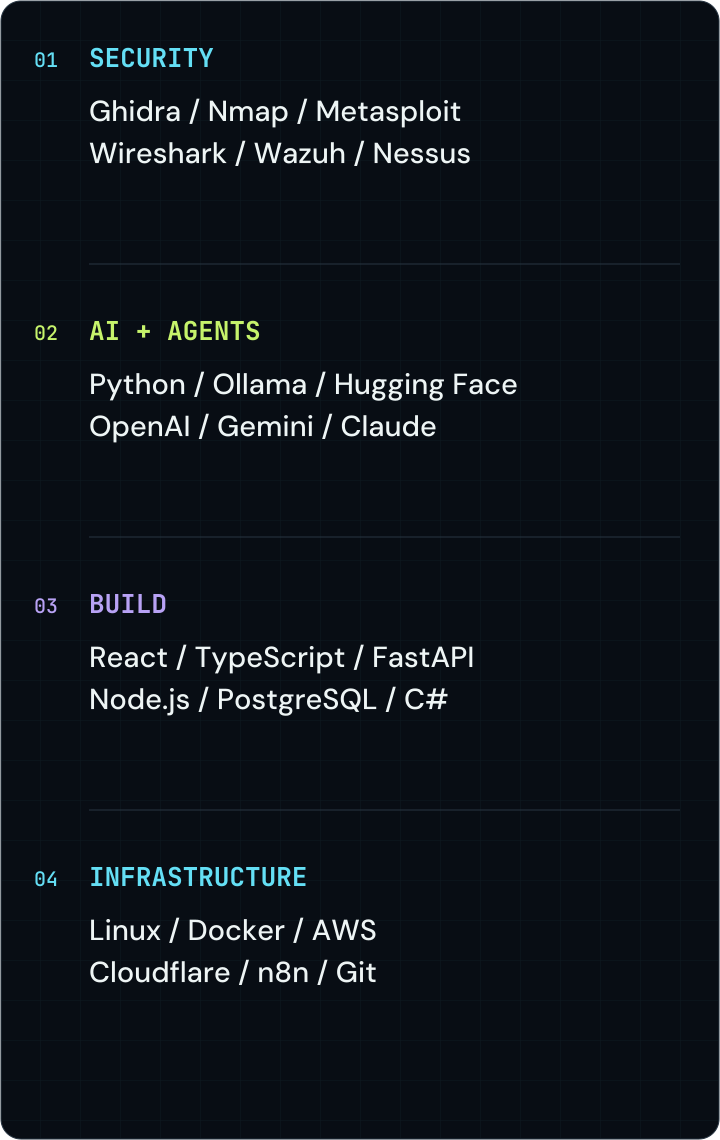 01 SECURITY
Ghidra / Nmap / Metasploit
Wireshark / Wazuh / Nessus
02 AI + AGENTS
Python / Ollama / Hugging Face
OpenAI / Gemini / Claude
03 BUILD
React / TypeScript / FastAPI
Node.js / PostgreSQL / C#
04 INFRASTRUCTURE
Linux / Docker / AWS
Cloudflare / n8n / Git